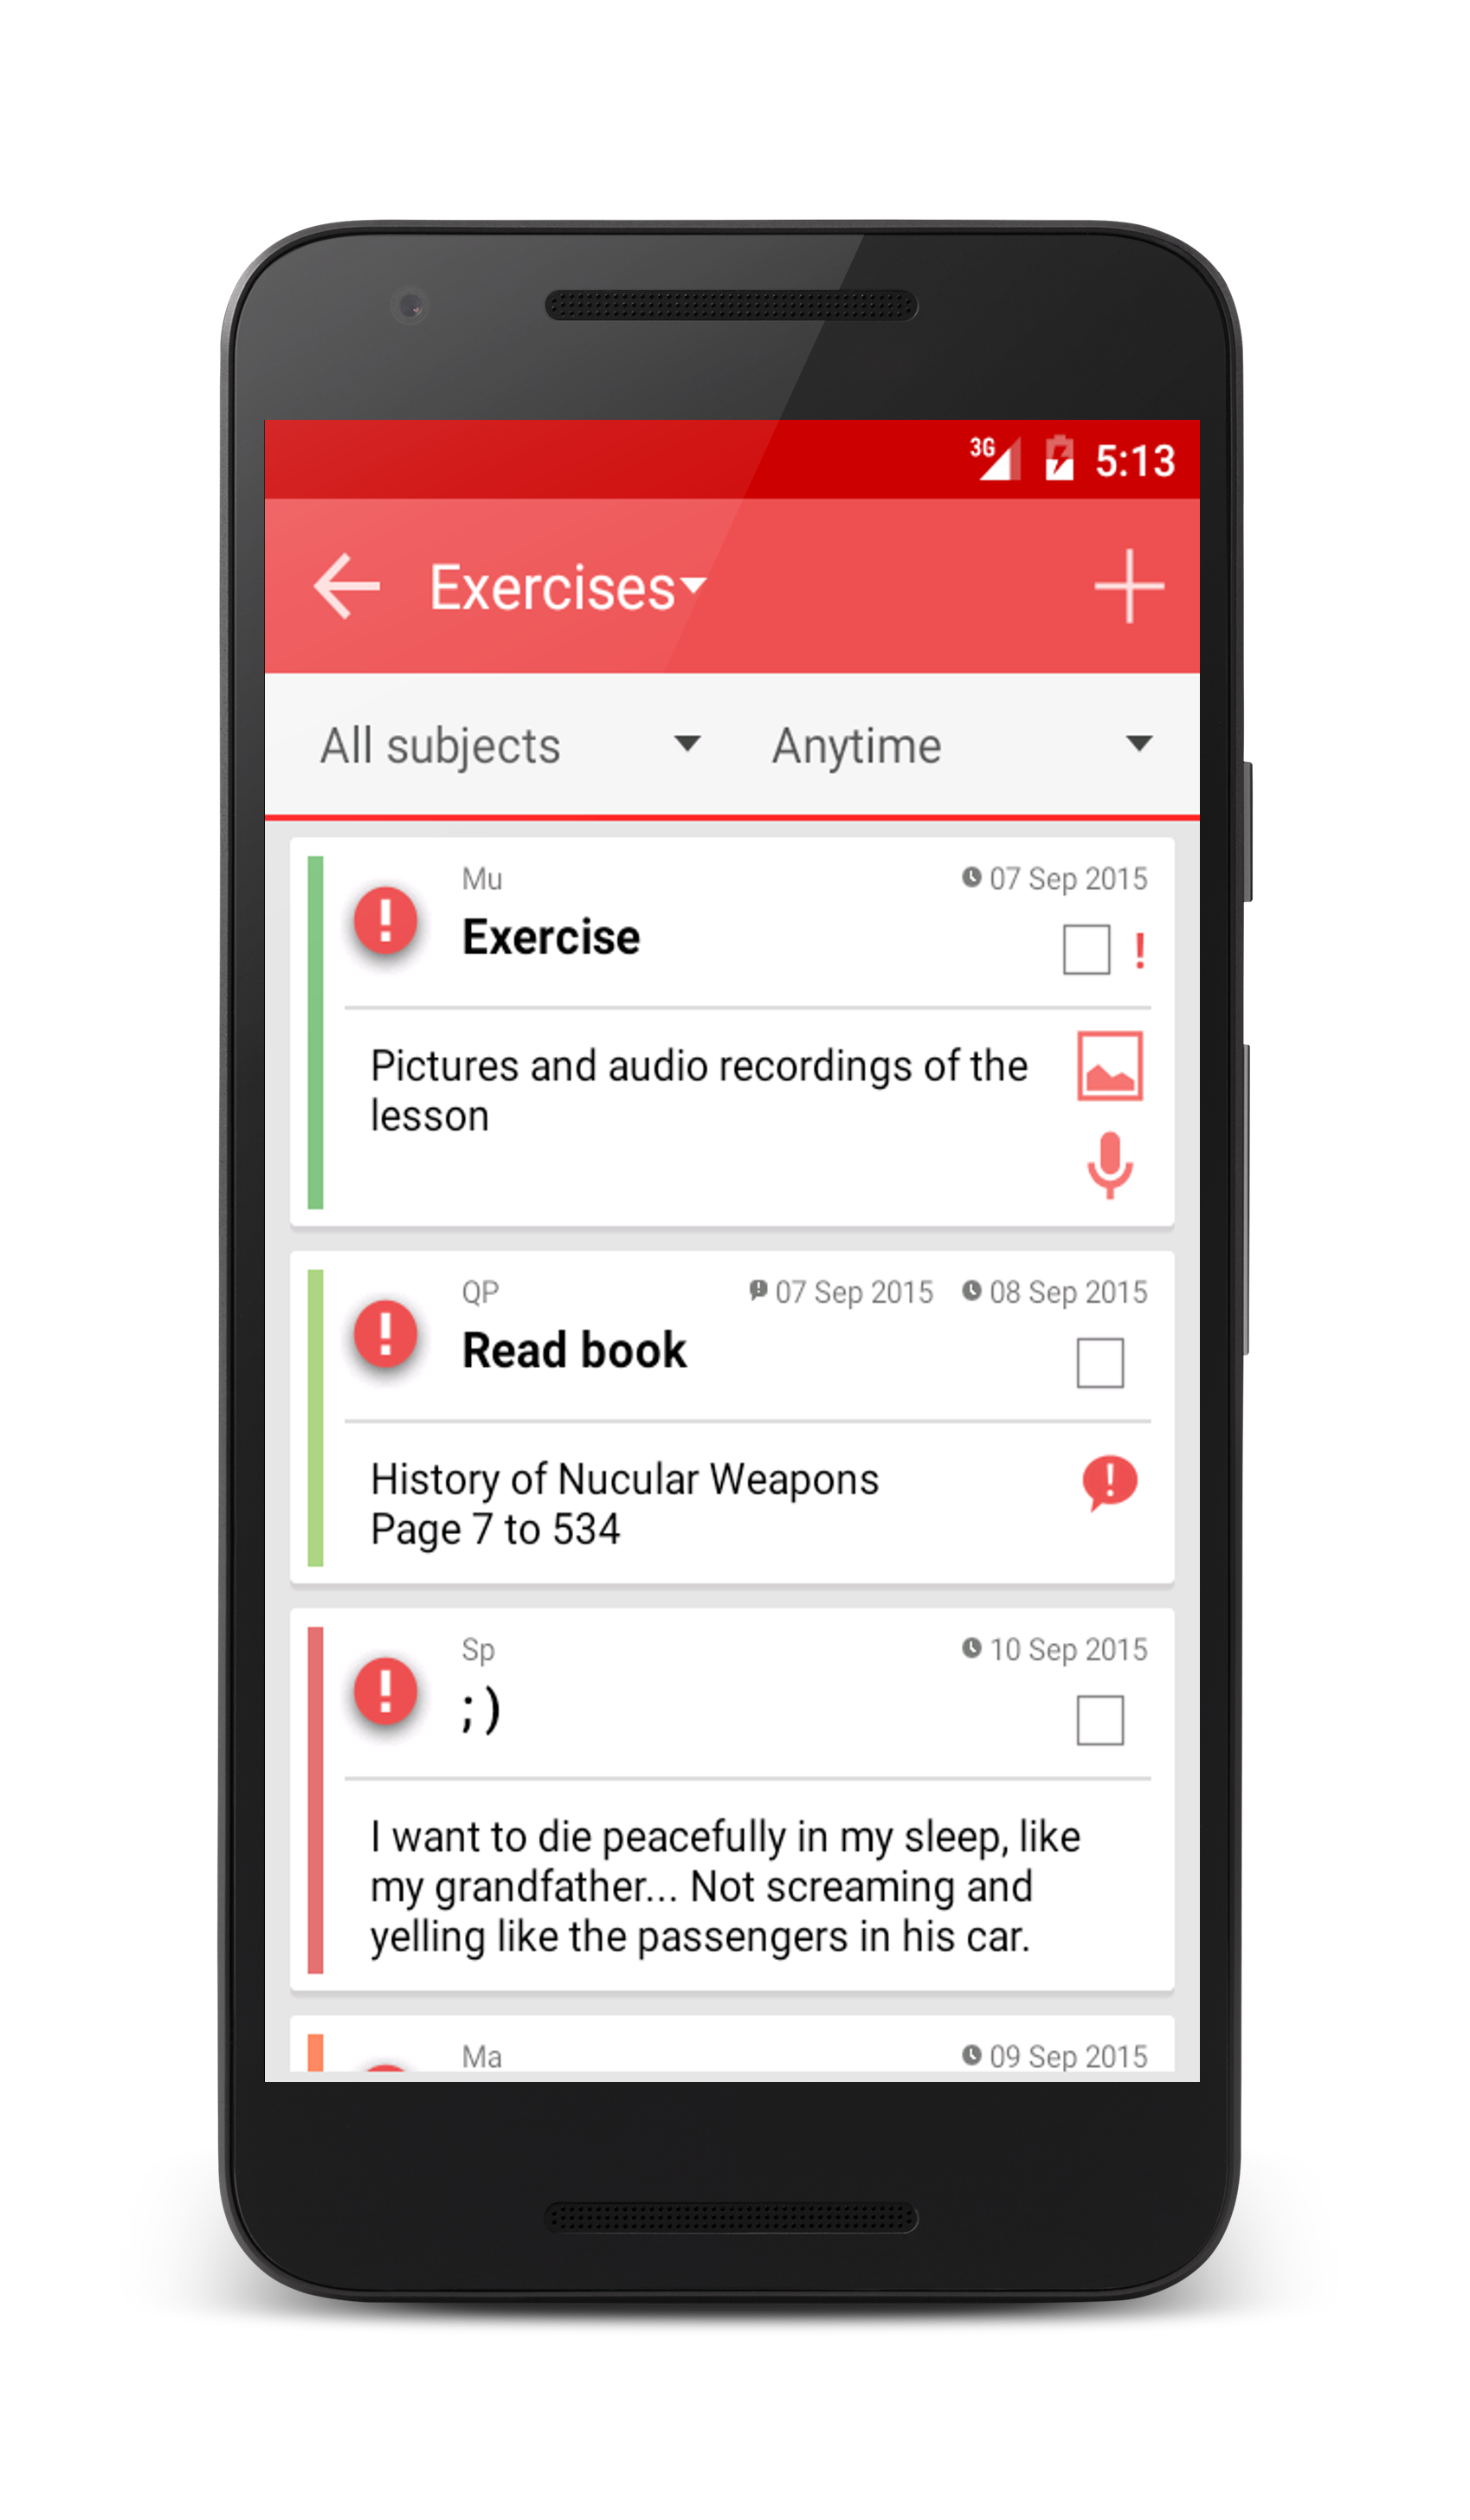 3G 5:13
Exercises
All subjects Anytime
Mu 07 Sep 2015
Exercise !
Pictures and audio recordings of the
lesson
QP 07 Sep 2015 08 Sep 2015
Read book
History of Nucular Weapons
Page 7 to 534
Sp 10 Sep 2015
;)
I want to die peacefully in my sleep, like
my grandfather... Not screaming and
yelling like the passengers in his car.
Ma 09 Sep 2015